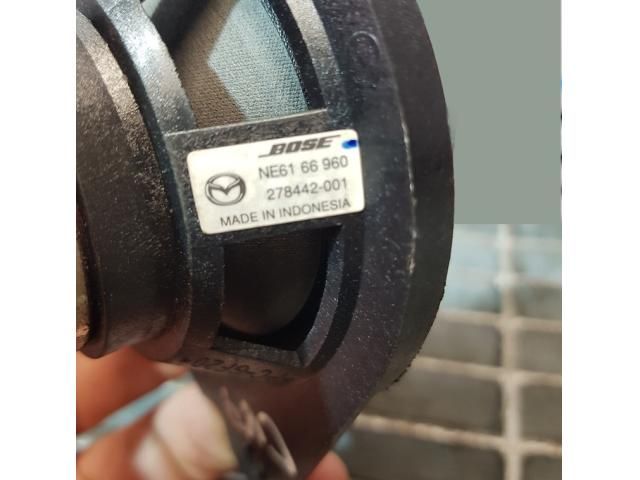 BOSE
NE61 66 960
278442-001
MADE IN INDONESIA